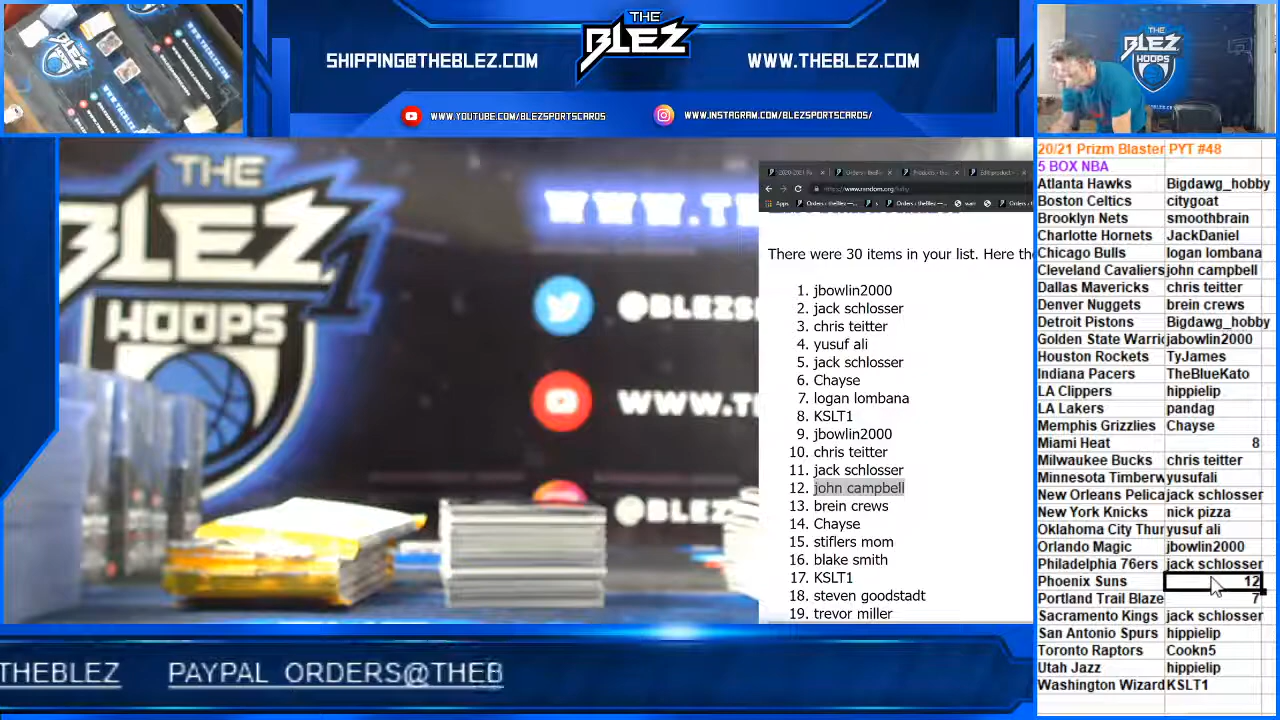 THE
BLEZ
SHIPPING@THEBLEZ.COM
WWW.THEBLEZ.COM
WWW.YOUTUBE.COM/BLEZSPORTSCARDS
WWW.INSTAGRAM.COM/BLEZSPORTSCARDS/
BLEZ
HOOPS
THE
BLEZ
1
HOOPS
WWW.T
@BLEZS
WWW.T
@BLEZ
There were 30 items in your list. Here the
1. jbowlin2000
2. jack schlosser
3. chris teitter
4. yusuf ali
5. jack schlosser
6. Chayse
7. logan lombana
8. KSLT1
9. jbowlin2000
10. chris teitter
11. jack schlosser
12. john campbell
13. brein crews
14. Chayse
15. stiflers mom
16. blake smith
17. KSLT1
18. steven goodstadt
19. trevor miller
20/21 Prizm Blaster PYT #48
5 BOX NBA
Atlanta Hawks Bigdawg_hobby
Boston Celtics citygoat
Brooklyn Nets smoothbrain
Charlotte Hornets JackDaniel
Chicago Bulls logan lombana
Cleveland Cavaliers john campbell
Dallas Mavericks chris teitter
Denver Nuggets brein crews
Detroit Pistons Bigdawg_hobby
Golden State Warric jabowlin2000
Houston Rockets TyJames
Indiana Pacers TheBlueKato
LA Clippers hippielip
LA Lakers pandag
Memphis Grizzlies Chayse
Miami Heat 8
Milwaukee Bucks chris teitter
Minnesota Timberw yusufali
New Orleans Pelica jack schlosser
New York Knicks nick pizza
Oklahoma City Thur yusuf ali
Orlando Magic jbowlin2000
Philadelphia 76ers jack schlosser
Phoenix Suns 12
Portland Trail Blaze 7
Sacramento Kings jack schlosser
San Antonio Spurs hippielip
Toronto Raptors Cookn5
Utah Jazz hippielip
Washington Wizard KSLT1
THEBLEZ PAYPAL ORDERS@THEB